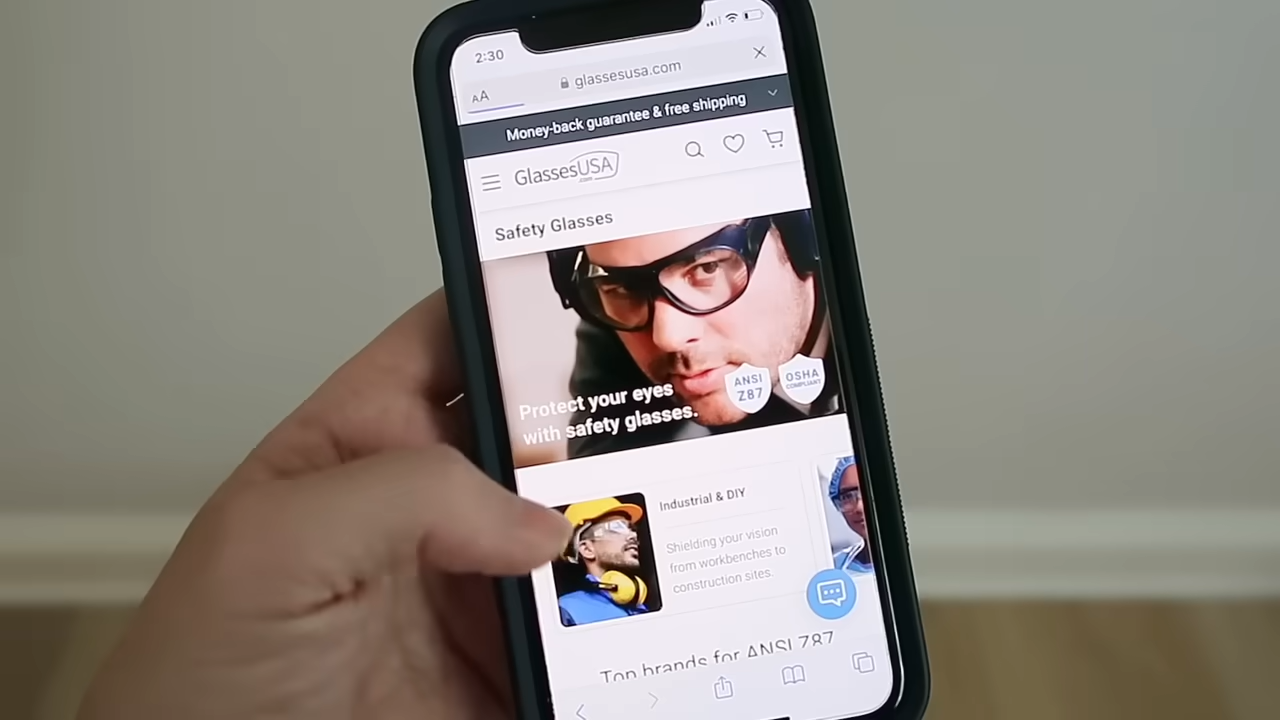 2:30
AA
glassesusa.com
Money-back guarantee & free shipping
GlassesUSA
.com
Safety Glasses
Protect your eyes
with safety glasses.
ANSI
Z87
OSHA
COMPLIANT
Industrial & DIY
Shielding your vision
from workbenches to
construction sites.
Top brands for ANSI Z87